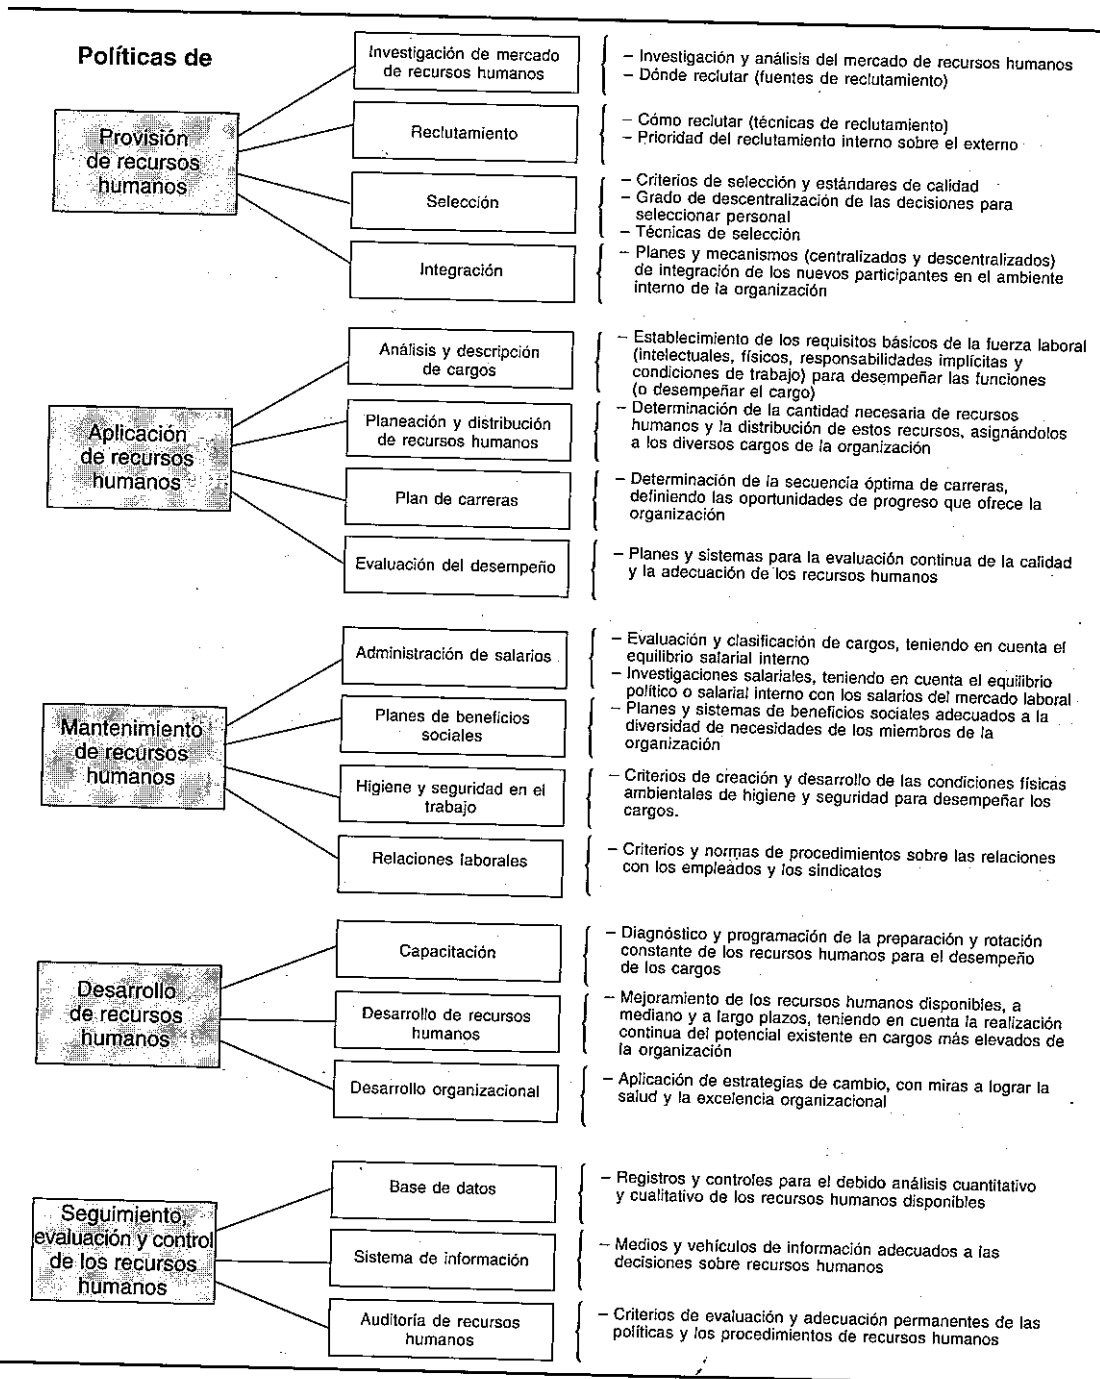 Políticas de
Provisión
de recursos
humanos
Investigación de mercado
de recursos humanos
– Investigación y análisis del mercado de recursos humanos
– Dónde reclutar (fuentes de reclutamiento)
Reclutamiento
– Cómo reclutar (técnicas de reclutamiento)
– Prioridad del reclutamiento interno sobre el externo
Selección
– Criterios de selección y estándares de calidad
– Grado de descentralización de las decisiones para
seleccionar personal
– Técnicas de selección
Integración
– Planes y mecanismos (centralizados y descentralizados)
de integración de los nuevos participantes en el ambiente
interno de la organización
Aplicación
de recursos
humanos
Análisis y descripción
de cargos
– Establecimiento de los requisitos básicos de la fuerza laboral
(intelectuales, físicos, responsabilidades implícitas y
condiciones de trabajo) para desempeñar las funciones
(o desempeñar el cargo)
Planeación y distribución
de recursos humanos
– Determinación de la cantidad necesaria de recursos
humanos y la distribución de estos recursos, asignándolos
a los diversos cargos de la organización
Plan de carreras
– Determinación de la secuencia óptima de carreras,
definiendo las oportunidades de progreso que ofrece la
organización
Evaluación del desempeño
– Planes y sistemas para la evaluación continua de la calidad
y la adecuación de los recursos humanos
Mantenimiento
de recursos
humanos
Administración de salarios
– Evaluación y clasificación de cargos, teniendo en cuenta el
equilibrio salarial interno
– Investigaciones salariales, teniendo en cuenta el equilibrio
político o salarial interno con los salarios del mercado laboral
Planes de beneficios
sociales
– Planes y sistemas de beneficios sociales adecuados a la
diversidad de necesidades de los miembros de la
organización
Higiene y seguridad en el
trabajo
– Criterios de creación y desarrollo de las condiciones físicas
ambientales de higiene y seguridad para desempeñar los
cargos.
Relaciones laborales
– Criterios y normas de procedimientos sobre las relaciones
con los empleados y los sindicatos
Desarrollo
de recursos
humanos
Capacitación
– Diagnóstico y programación de la preparación y rotación
constante de los recursos humanos para el desempeño
de los cargos
Desarrollo de recursos
humanos
– Mejoramiento de los recursos humanos disponibles, a
mediano y a largo plazos, teniendo en cuenta la realización
continua del potencial existente en cargos más elevados de
la organización
Desarrollo organizacional
– Aplicación de estrategias de cambio, con miras a lograr la
salud y la excelencia organizacional
Seguimiento,
evaluación y control
de los recursos
humanos
Base de datos
– Registros y controles para el debido análisis cuantitativo
y cualitativo de los recursos humanos disponibles
Sistema de información
– Medios y vehículos de información adecuados a las
decisiones sobre recursos humanos
Auditoría de recursos
humanos
– Criterios de evaluación y adecuación permanentes de las
políticas y los procedimientos de recursos humanos